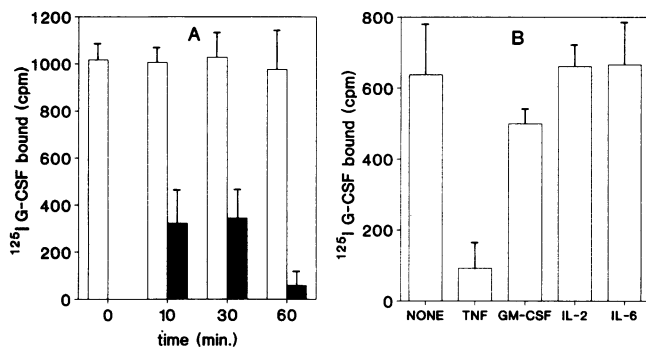 A
¹²⁵I G-CSF bound (cpm)
1200
1000
800
600
400
200
0
0 10 30 60
time (min.)
B
¹²⁵I G-CSF bound (cpm)
800
600
400
200
0
NONE TNF GM-CSF IL-2 IL-6